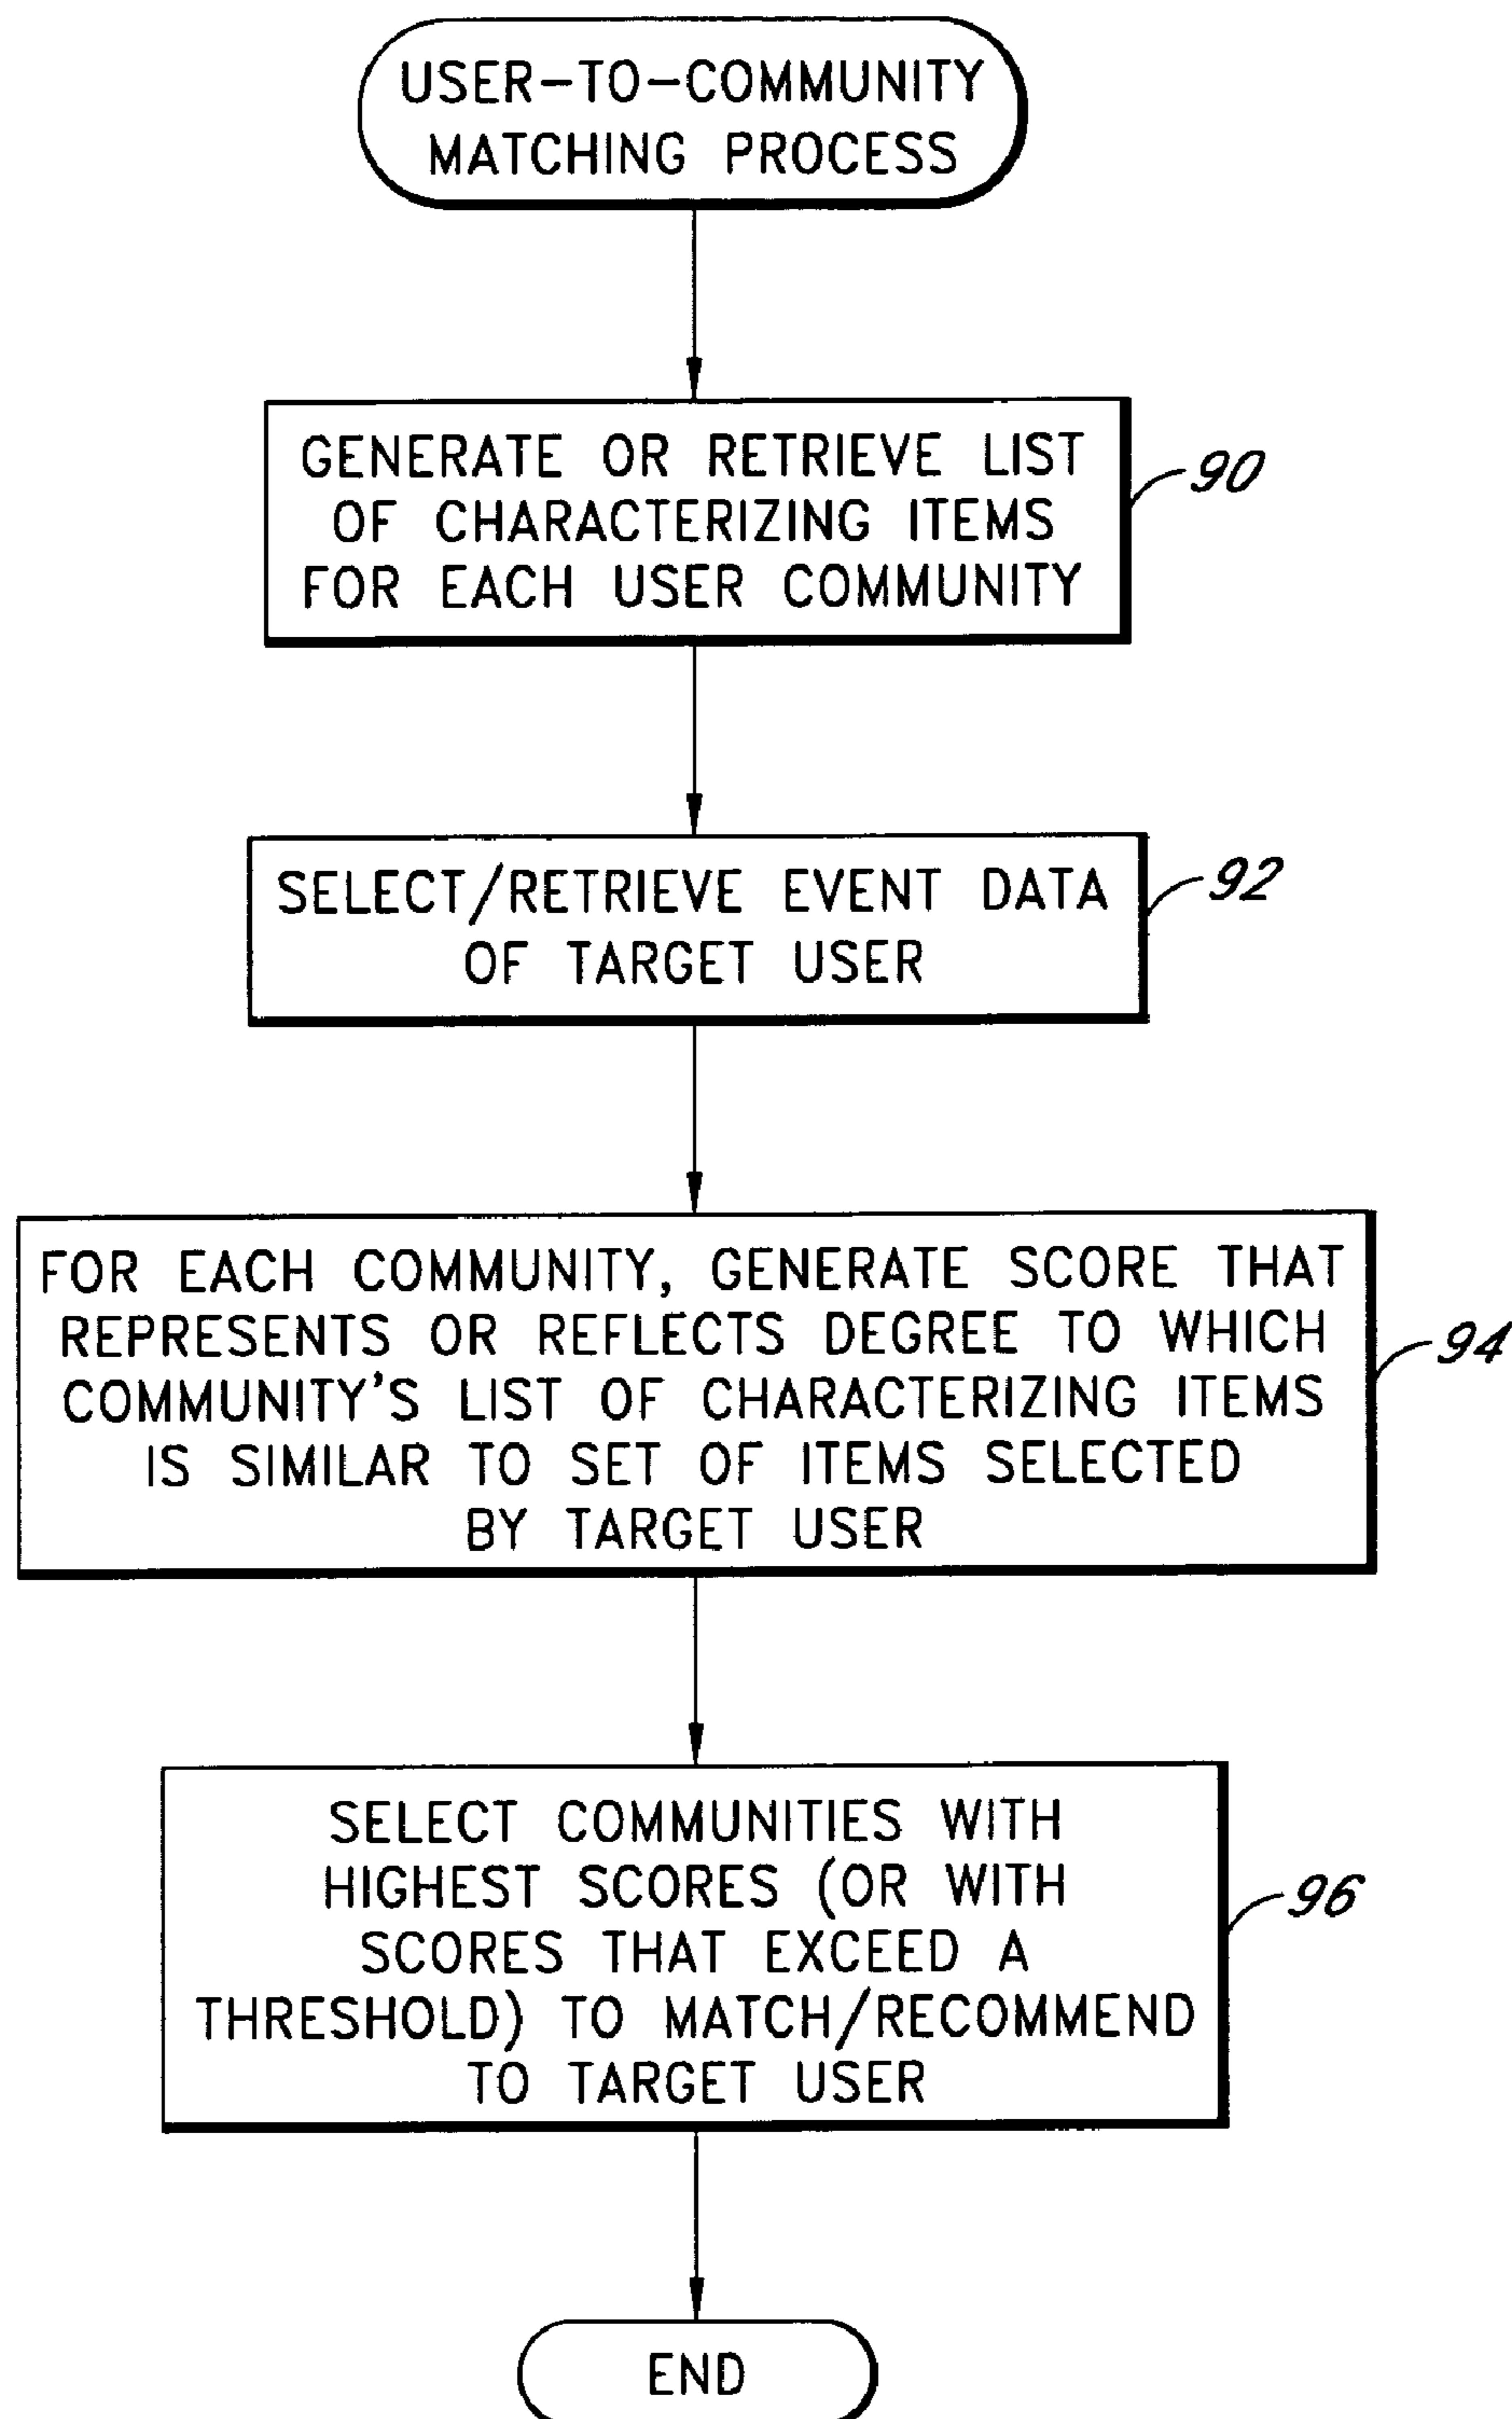 USER-TO-COMMUNITY
MATCHING PROCESS
GENERATE OR RETRIEVE LIST
OF CHARACTERIZING ITEMS
FOR EACH USER COMMUNITY
90
SELECT/RETRIEVE EVENT DATA
OF TARGET USER
92
FOR EACH COMMUNITY, GENERATE SCORE THAT
REPRESENTS OR REFLECTS DEGREE TO WHICH
COMMUNITY'S LIST OF CHARACTERIZING ITEMS
IS SIMILAR TO SET OF ITEMS SELECTED
BY TARGET USER
94
SELECT COMMUNITIES WITH
HIGHEST SCORES (OR WITH
SCORES THAT EXCEED A
THRESHOLD) TO MATCH/RECOMMEND
TO TARGET USER
96
END